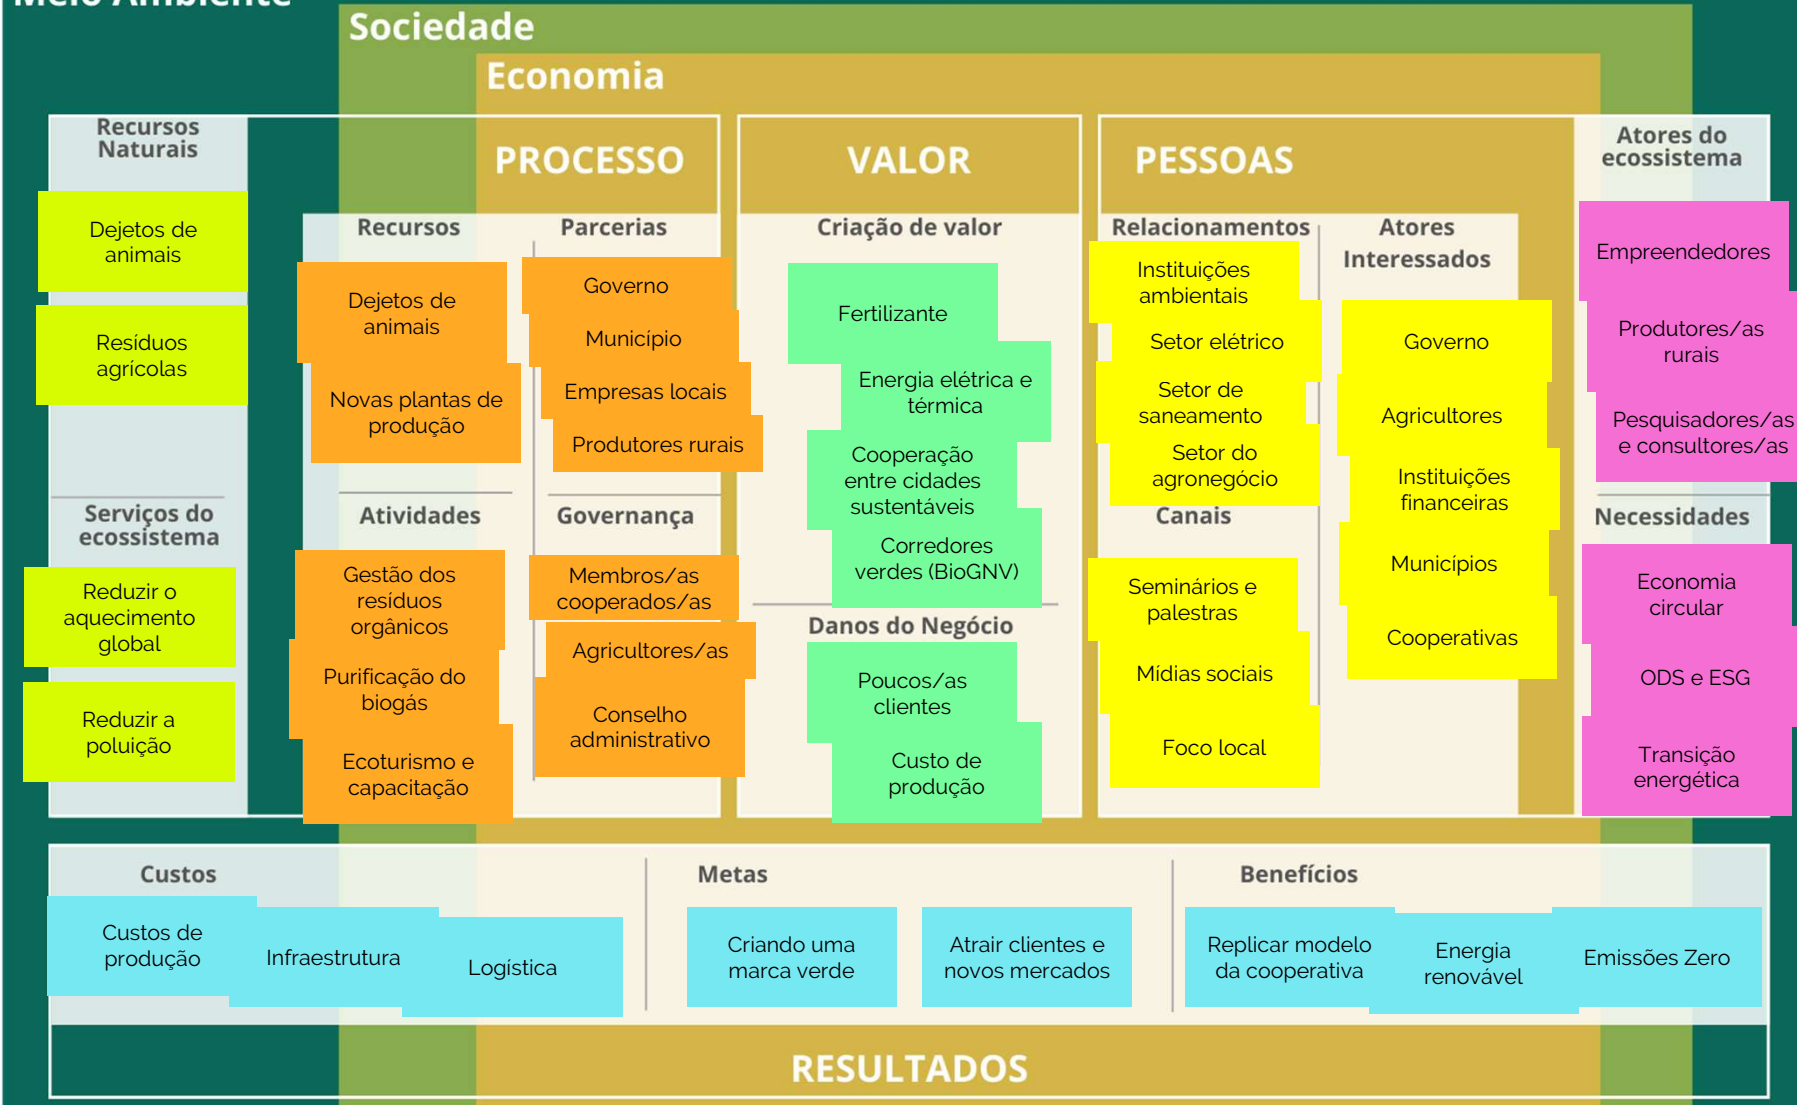 Meio Ambiente
Sociedade
Economia
Recursos
Naturais
Dejetos de
animais
Resíduos
agrícolas
Serviços do
ecossistema
Reduzir o
aquecimento
global
Reduzir a
poluição
PROCESSO
Recursos
Dejetos de
animais
Novas plantas de
produção
Parcerias
Governo
Município
Empresas locais
Produtores rurais
Atividades
Gestão dos
resíduos
orgânicos
Purificação do
biogás
Ecoturismo e
capacitação
Governança
Membros/as
cooperados/as
Agricultores/as
Conselho
administrativo
VALOR
Criação de valor
Fertilizante
Energia elétrica e
térmica
Cooperação
entre cidades
sustentáveis
Corredores
verdes (BioGNV)
Danos do Negócio
Poucos/as
clientes
Custo de
produção
PESSOAS
Relacionamentos
Instituições
ambientais
Setor elétrico
Setor de
saneamento
Setor do
agronegócio
Canais
Seminários e
palestras
Mídias sociais
Foco local
Atores
Interessados
Governo
Agricultores
Instituições
financeiras
Municípios
Cooperativas
Atores do
ecossistema
Empreendedores
Produtores/as
rurais
Pesquisadores/as
e consultores/as
Necessidades
Economia
circular
ODS e ESG
Transição
energética
Custos
Custos de
produção
Infraestrutura
Logística
Metas
Criando uma
marca verde
Atrair clientes e
novos mercados
Benefícios
Replicar modelo
da cooperativa
Energia
renovável
Emissões Zero
RESULTADOS